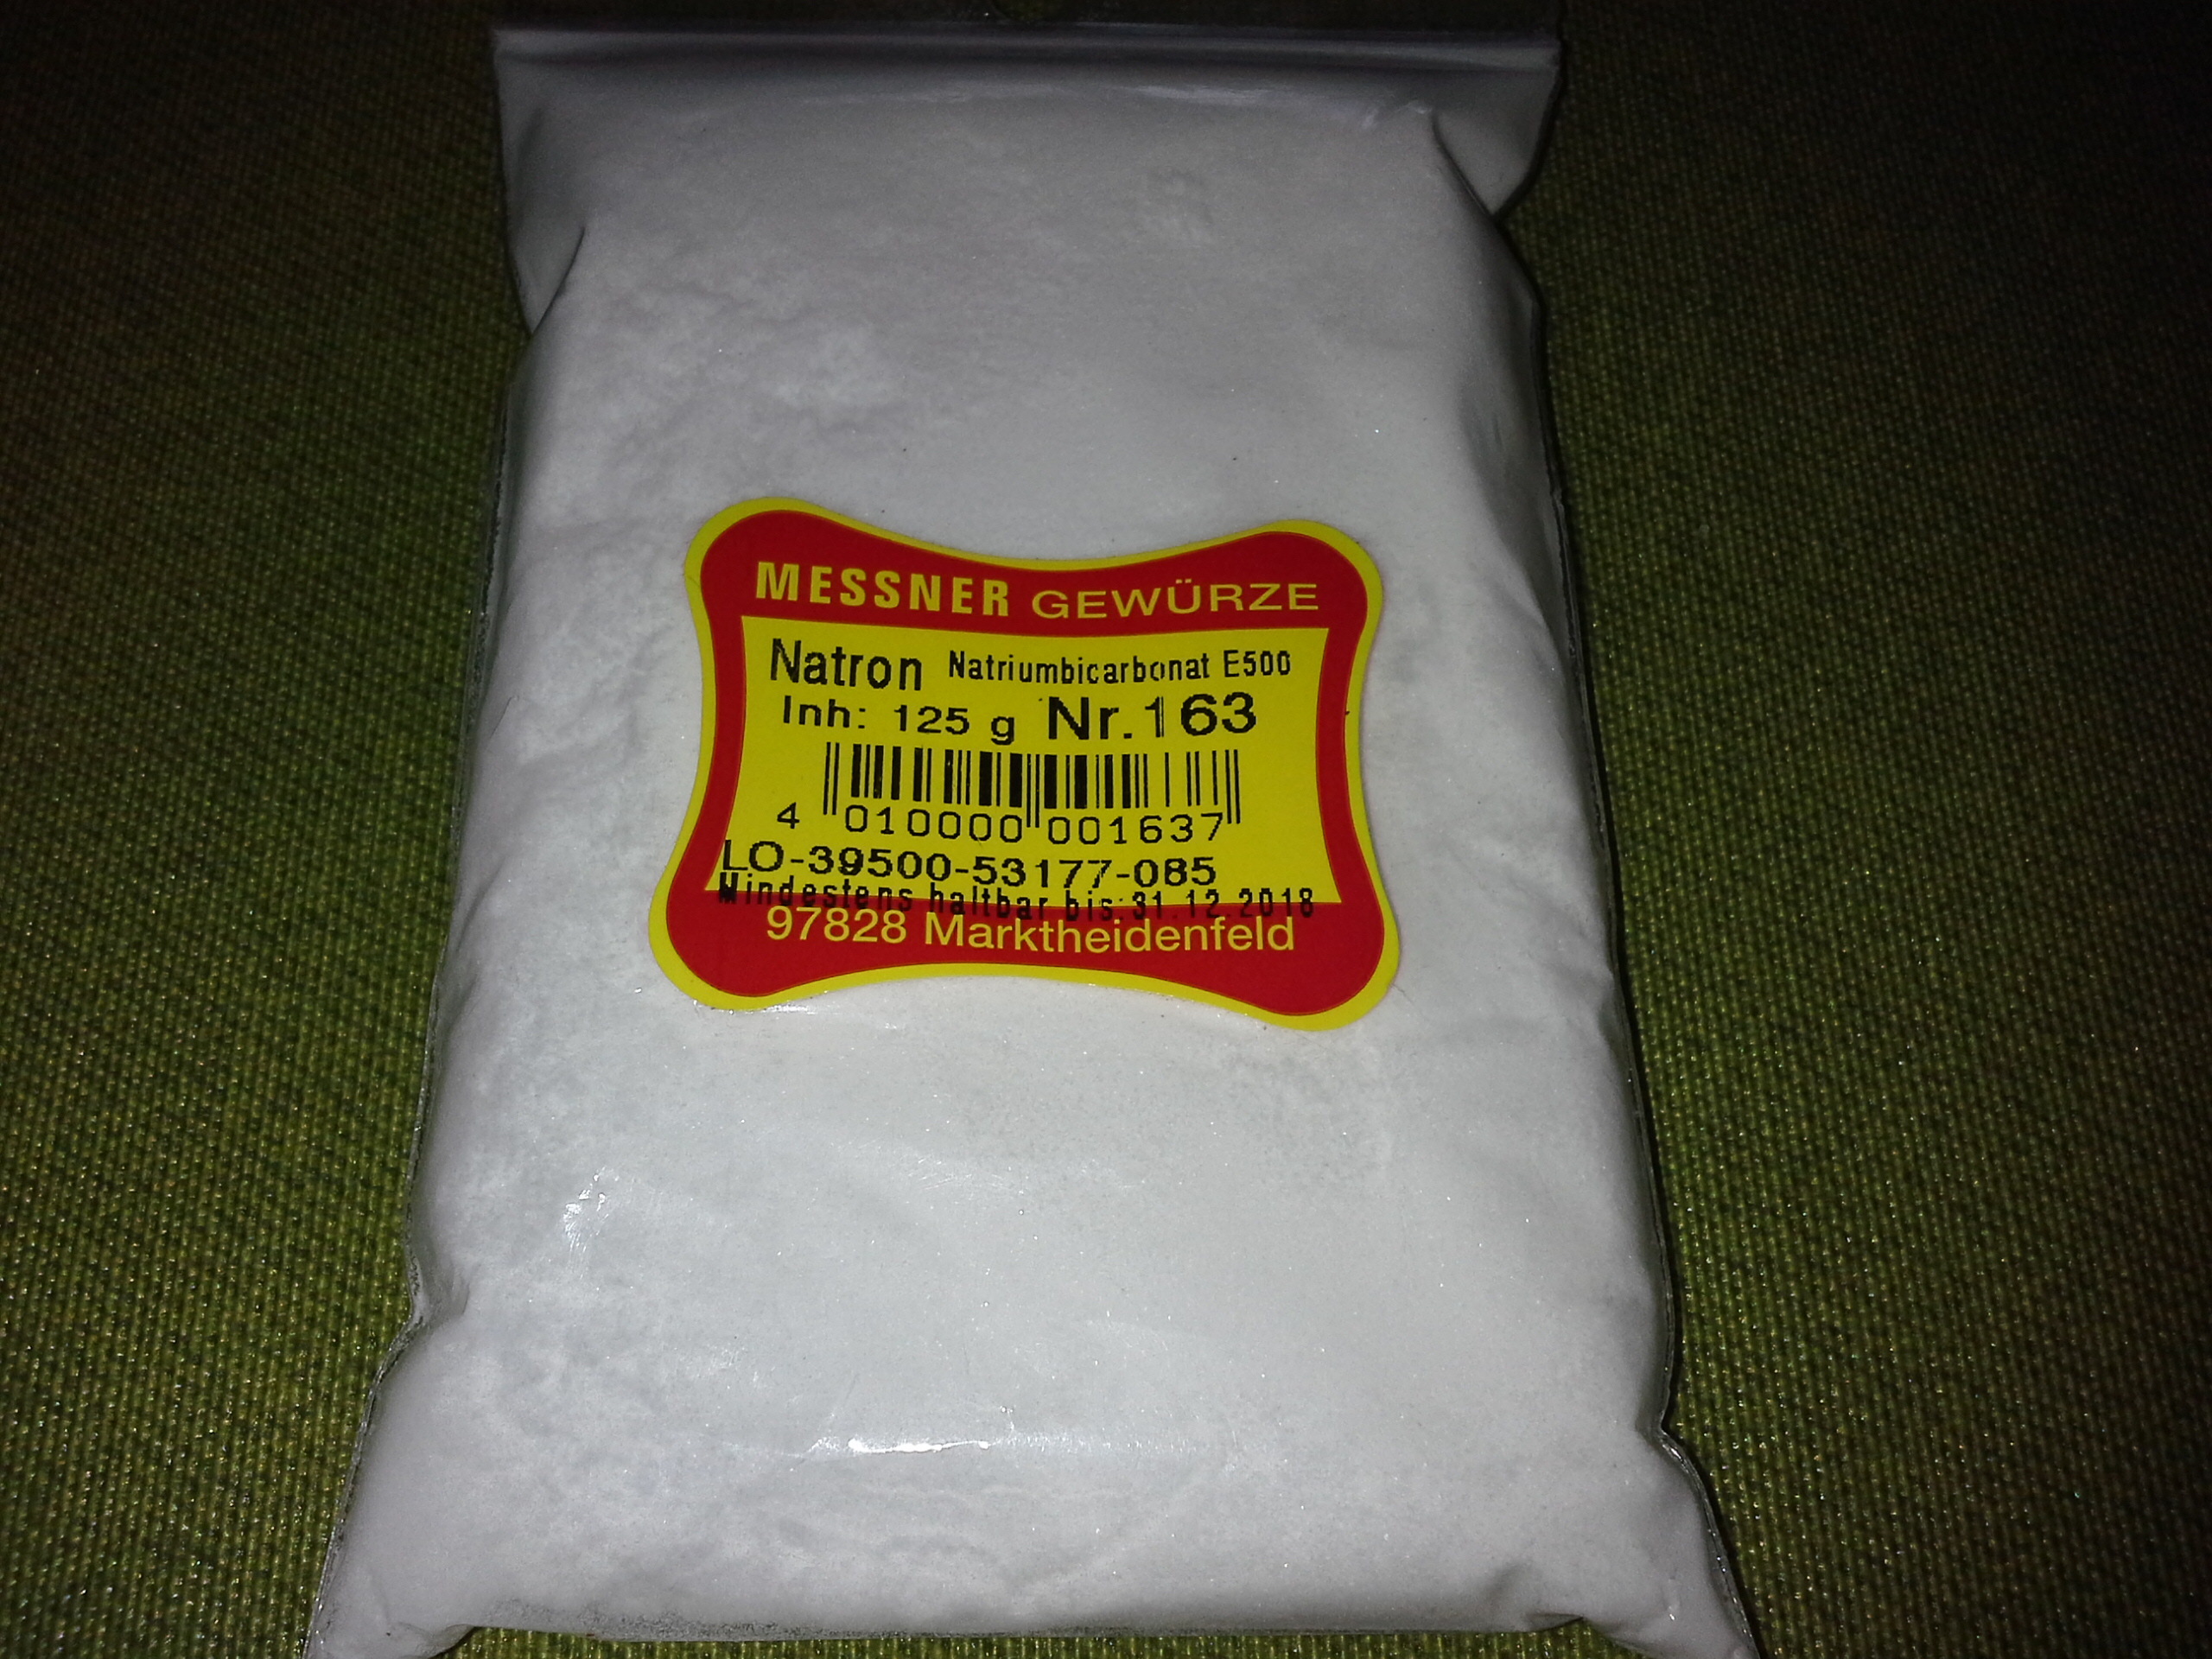 MESSNER GEWÜRZE
Natron Natriumbicarbonat E500
Inh: 125 g Nr.163
4 010000 001637
LO-39500-53177-085
Mindestens haltbar bis:31.12.2018
97828 Marktheidenfeld